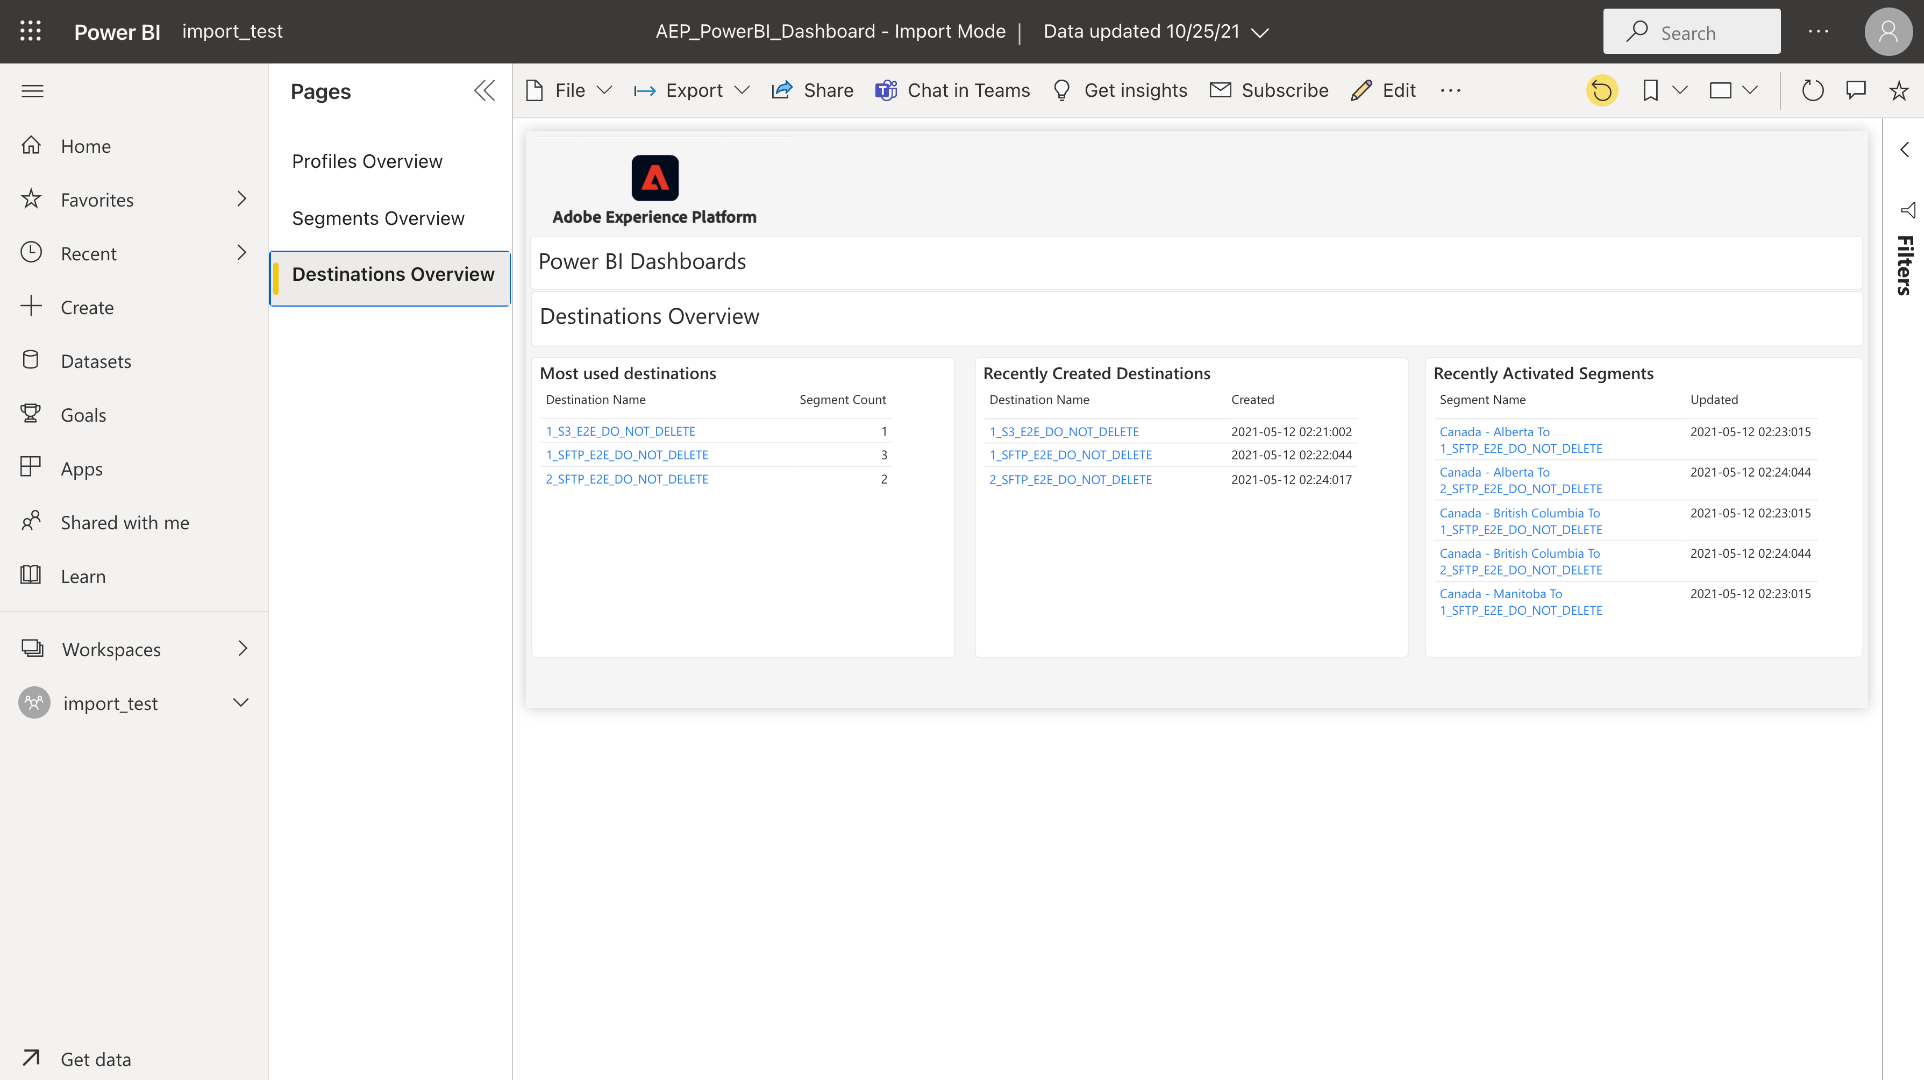 Power BI import_test AEP_PowerBI_Dashboard - Import Mode | Data updated 10/25/21 Search
Home
Favorites
Recent
Create
Datasets
Goals
Apps
Shared with me
Learn
Workspaces
import_test
Get data
Pages
Profiles Overview
Segments Overview
Destinations Overview
File Export Share Chat in Teams Get insights Subscribe Edit
Adobe Experience Platform
Power BI Dashboards
Destinations Overview
Most used destinations
Destination Name Segment Count
1_S3_E2E_DO_NOT_DELETE 1
1_SFTP_E2E_DO_NOT_DELETE 3
2_SFTP_E2E_DO_NOT_DELETE 2
Recently Created Destinations
Destination Name Created
1_S3_E2E_DO_NOT_DELETE 2021-05-12 02:21:002
1_SFTP_E2E_DO_NOT_DELETE 2021-05-12 02:22:044
2_SFTP_E2E_DO_NOT_DELETE 2021-05-12 02:24:017
Recently Activated Segments
Segment Name Updated
Canada - Alberta To 2021-05-12 02:23:015
1_SFTP_E2E_DO_NOT_DELETE
Canada - Alberta To 2021-05-12 02:24:044
2_SFTP_E2E_DO_NOT_DELETE
Canada - British Columbia To 2021-05-12 02:23:015
1_SFTP_E2E_DO_NOT_DELETE
Canada - British Columbia To 2021-05-12 02:24:044
2_SFTP_E2E_DO_NOT_DELETE
Canada - Manitoba To 2021-05-12 02:23:015
1_SFTP_E2E_DO_NOT_DELETE
Filters